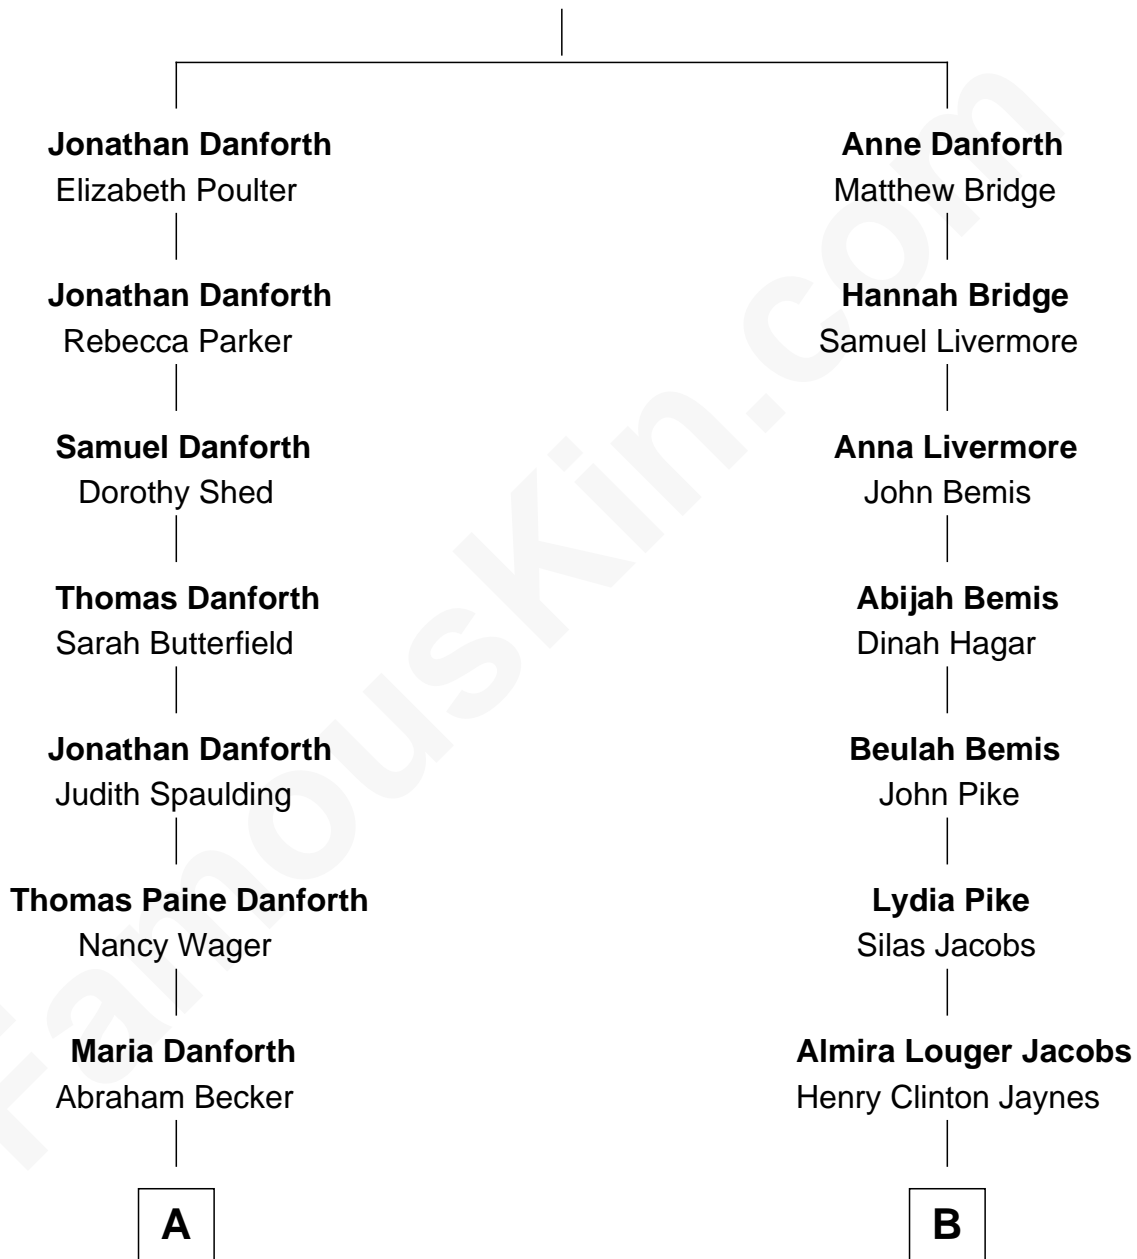 Jonathan Danforth
Elizabeth Poulter
Jonathan Danforth
Rebecca Parker
Samuel Danforth
Dorothy Shed
Thomas Danforth
Sarah Butterfield
Jonathan Danforth
Judith Spaulding
Thomas Paine Danforth
Nancy Wager
Maria Danforth
Abraham Becker
A
Anne Danforth
Matthew Bridge
Hannah Bridge
Samuel Livermore
Anna Livermore
John Bemis
Abijah Bemis
Dinah Hagar
Beulah Bemis
John Pike
Lydia Pike
Silas Jacobs
Almira Louger Jacobs
Henry Clinton Jaynes
B
FamousKin.com